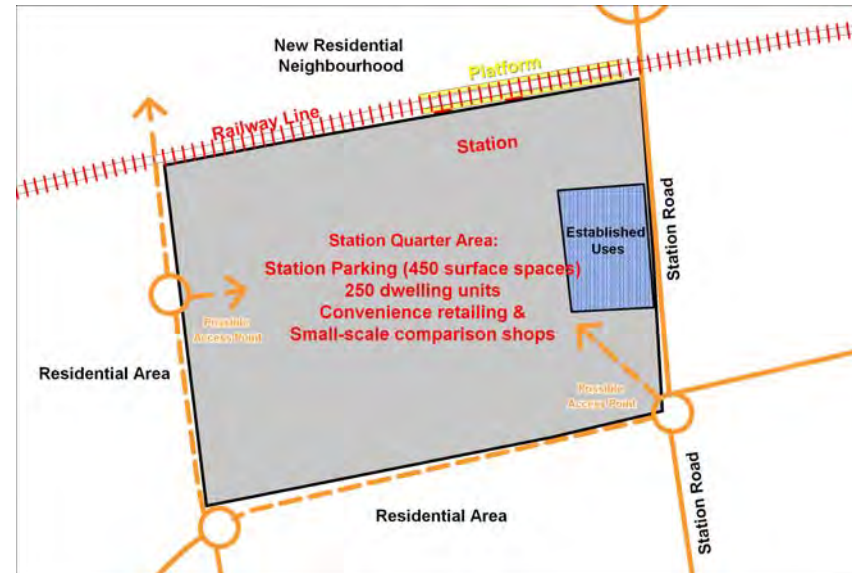 New Residential
Neighbourhood
Platform
Railway Line
Station
Established
Uses
Station Road
Station Quarter Area:
Station Parking (450 surface spaces)
250 dwelling units
Convenience retailing &
Small-scale comparison shops
Possible
Access Point
Residential Area
Possible
Access Point
Residential Area
Station Road